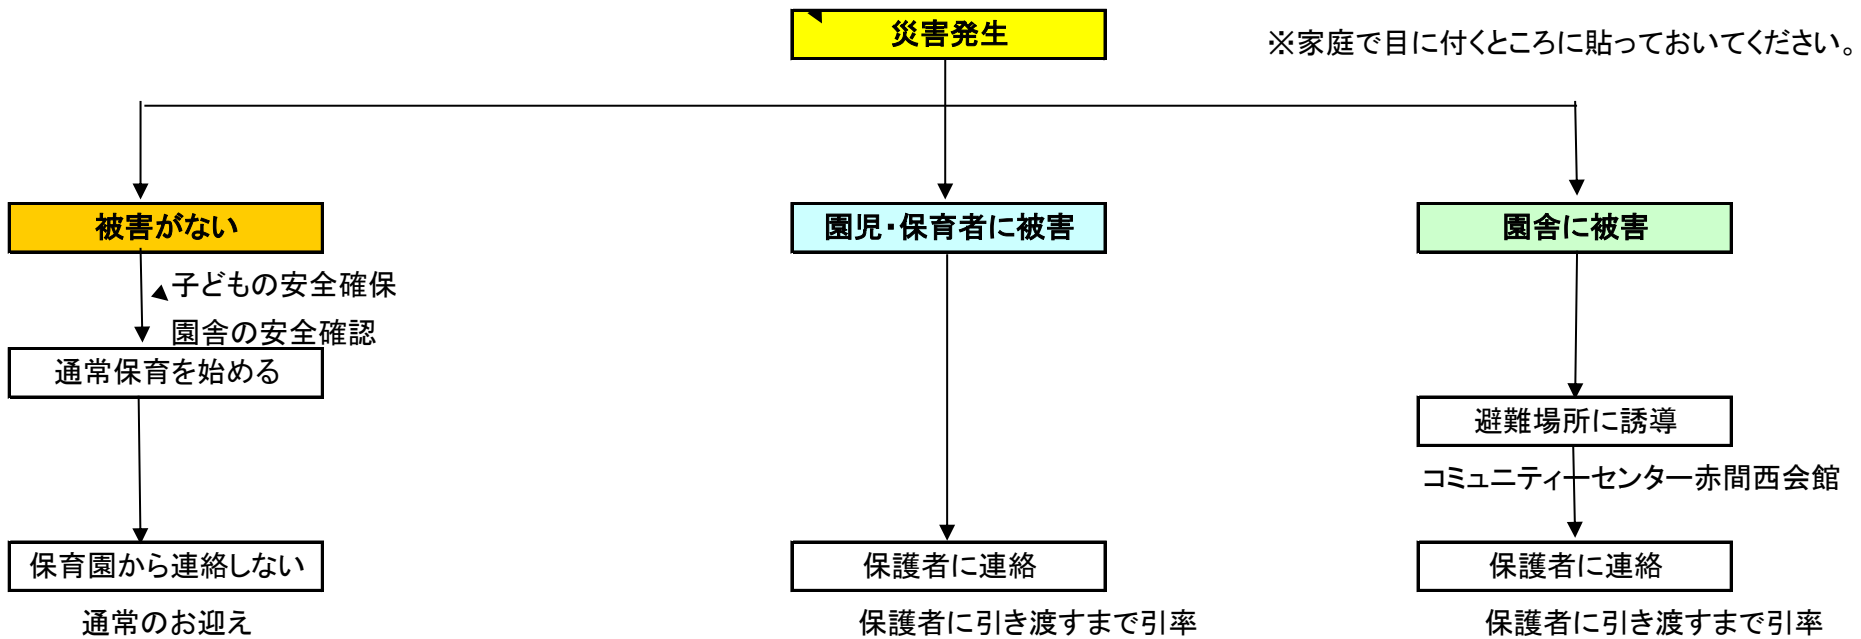 災害発生
※家庭で目に付くところに貼っておいてください。
被害がない
園児・保育者に被害
園舎に被害
子どもの安全確保
園舎の安全確認
通常保育を始める
避難場所に誘導
コミュニティーセンター赤間西会館
保育園から連絡しない
保護者に連絡
保護者に連絡
通常のお迎え
保護者に引き渡すまで引率
保護者に引き渡すまで引率